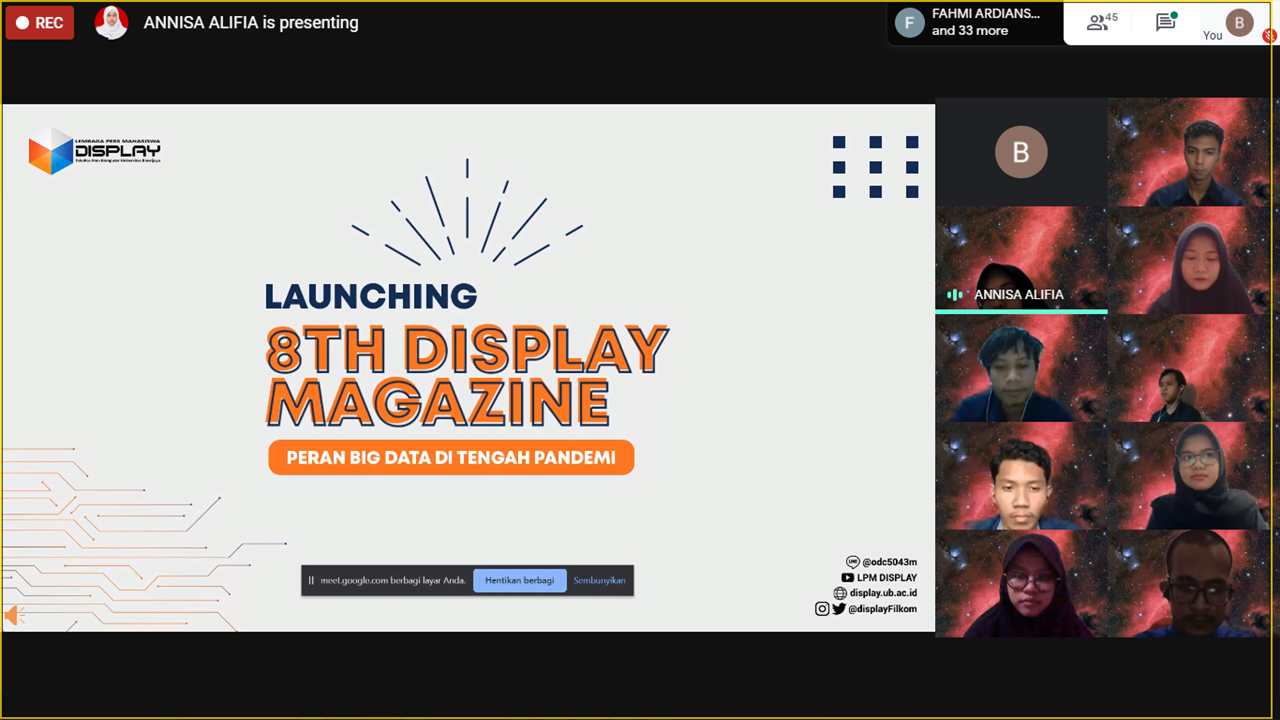 REC
ANNISA ALIFIA is presenting
F
FAHMI ARDIANS...
and 33 more
45
You
B
LEMBAGA PERS MAHASISWA
DISPLAY
Fakultas Ilmu Komputer Universitas Brawijaya
B
ANNISA ALIFIA
LAUNCHING
8TH DISPLAY
MAGAZINE
PERAN BIG DATA DI TENGAH PANDEMI
meet.google.com berbagi layar Anda.
Hentikan berbagi
Sembunyikan
@odc5043m
LPM DISPLAY
display.ub.ac.id
@displayFilkom